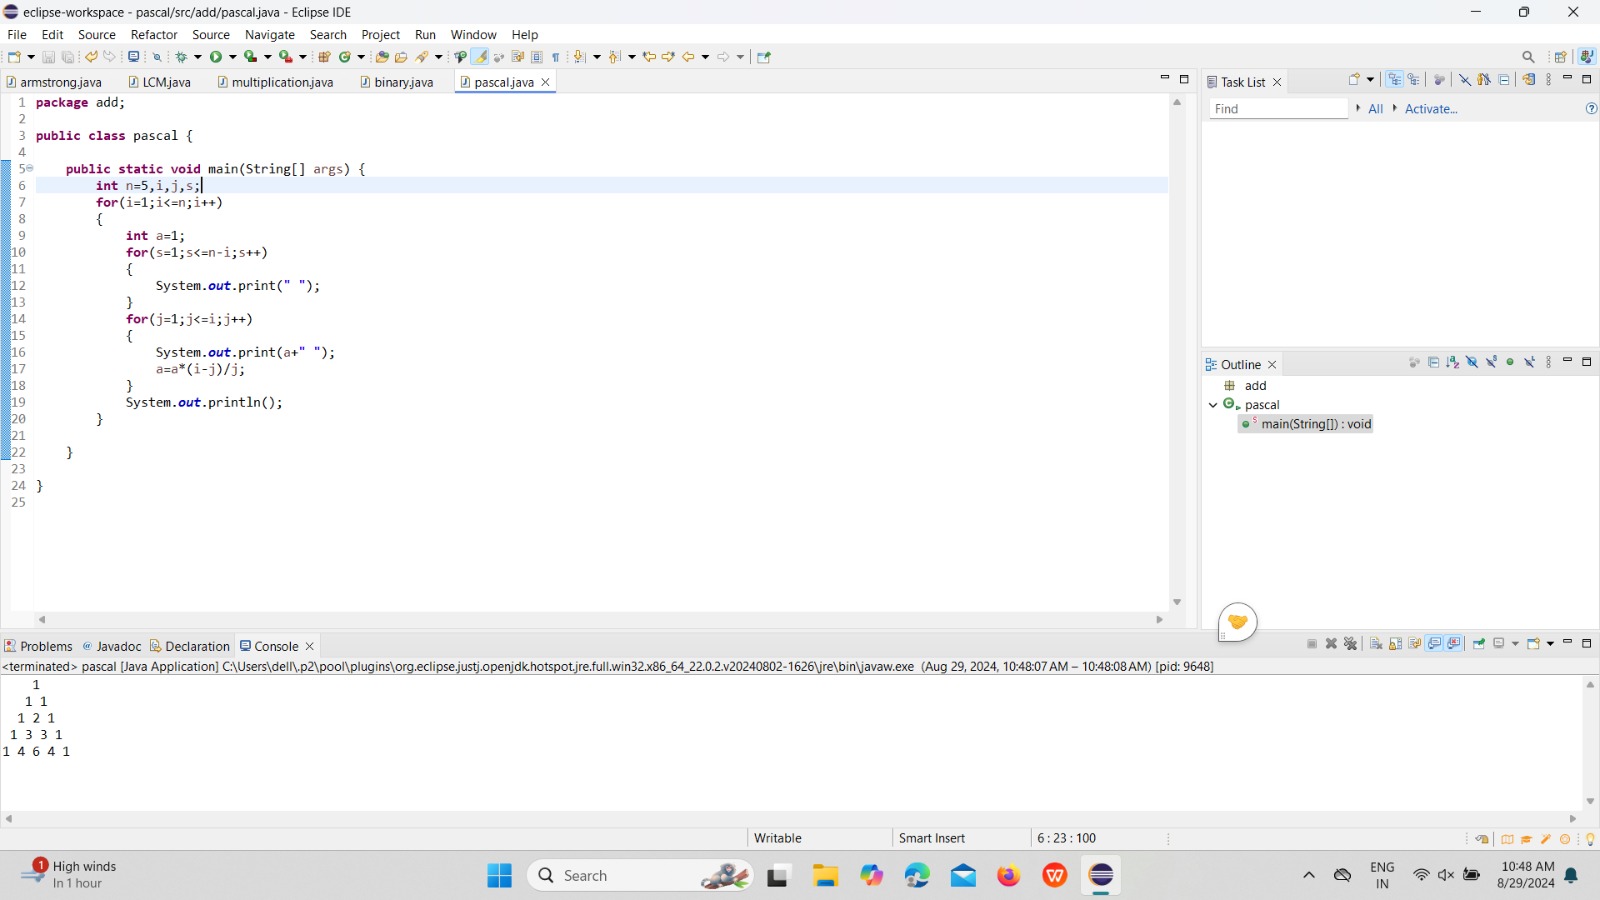 eclipse-workspace - pascal/src/add/pascal.java - Eclipse IDE
File Edit Source Refactor Source Navigate Search Project Run Window Help
armstrong.java LCM.java multiplication.java binary.java pascal.java
1 package add;
2
3 public class pascal {
4
5 public static void main(String[] args) {
6 int n=5,i,j,s;
7 for(i=1;i<=n;i++)
8 {
9 int a=1;
10 for(s=1;s<=n-i;s++)
11 {
12 System.out.print(" ");
13 }
14 for(j=1;j<=i;j++)
15 {
16 System.out.print(a+" ");
17 a=a*(i-j)/j;
18 }
19 System.out.println();
20 }
21
22 }
23
24 }
25
Task List
Find All Activate...
Outline
add
pascal
main(String[]) : void
Problems Javadoc Declaration Console
<terminated> pascal [Java Application] C:\Users\dell\.p2\pool\plugins\org.eclipse.justj.openjdk.hotspot.jre.full.win32.x86_64_22.0.2.v20240802-1626\jre\bin\javaw.exe (Aug 29, 2024, 10:48:07 AM – 10:48:08 AM) [pid: 9648]
1
1 1
1 2 1
1 3 3 1
1 4 6 4 1
Writable Smart Insert 6 : 23 : 100
1 High winds
In 1 hour
Search
ENG
IN
10:48 AM
8/29/2024